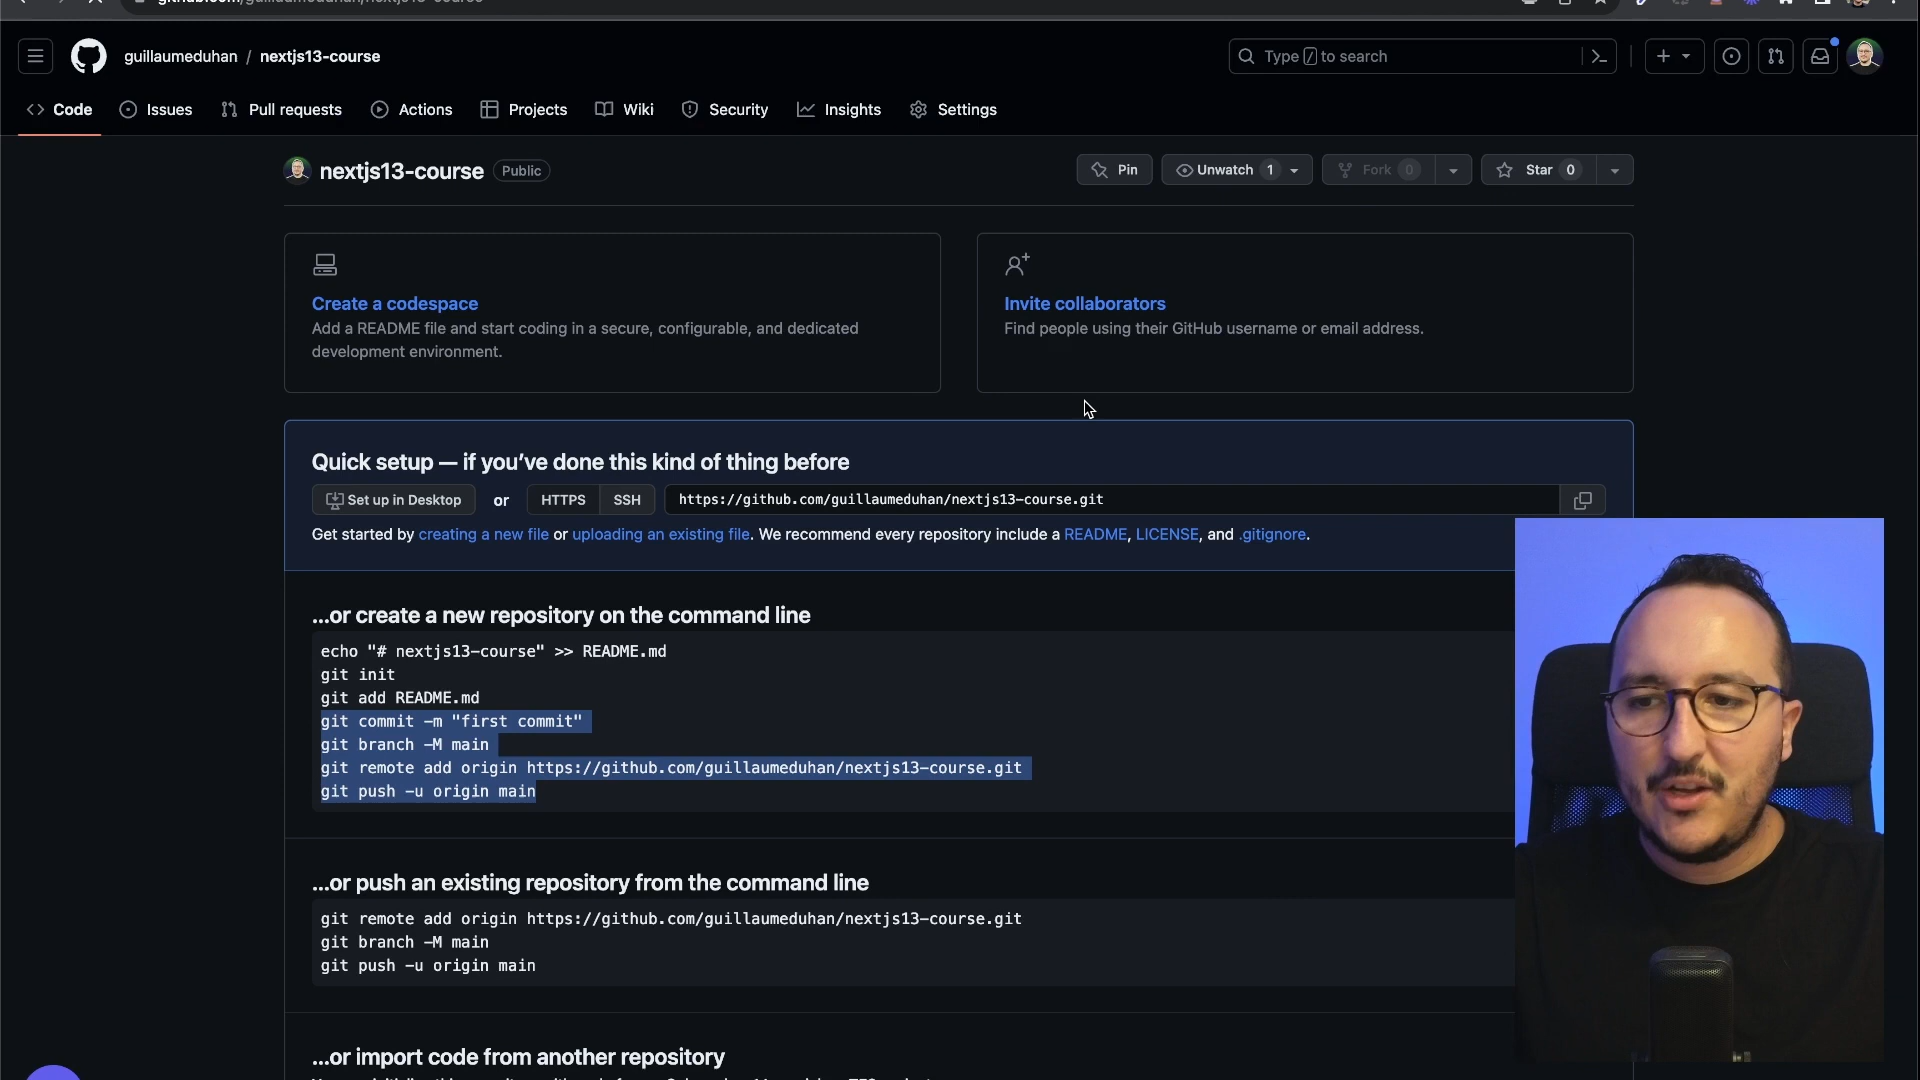 github.com/guillaumeduhan/nextjs13-course
guillaumeduhan / nextjs13-course
Type / to search
Code Issues Pull requests Actions Projects Wiki Security Insights Settings
nextjs13-course Public
Pin Unwatch 1 Fork 0 Star 0
Create a codespace
Add a README file and start coding in a secure, configurable, and dedicated
development environment.
Invite collaborators
Find people using their GitHub username or email address.
Quick setup — if you’ve done this kind of thing before
Set up in Desktop or HTTPS SSH https://github.com/guillaumeduhan/nextjs13-course.git
Get started by creating a new file or uploading an existing file. We recommend every repository include a README, LICENSE, and .gitignore.
...or create a new repository on the command line
echo "# nextjs13-course" >> README.md
git init
git add README.md
git commit -m "first commit"
git branch -M main
git remote add origin https://github.com/guillaumeduhan/nextjs13-course.git
git push -u origin main
...or push an existing repository from the command line
git remote add origin https://github.com/guillaumeduhan/nextjs13-course.git
git branch -M main
git push -u origin main
...or import code from another repository